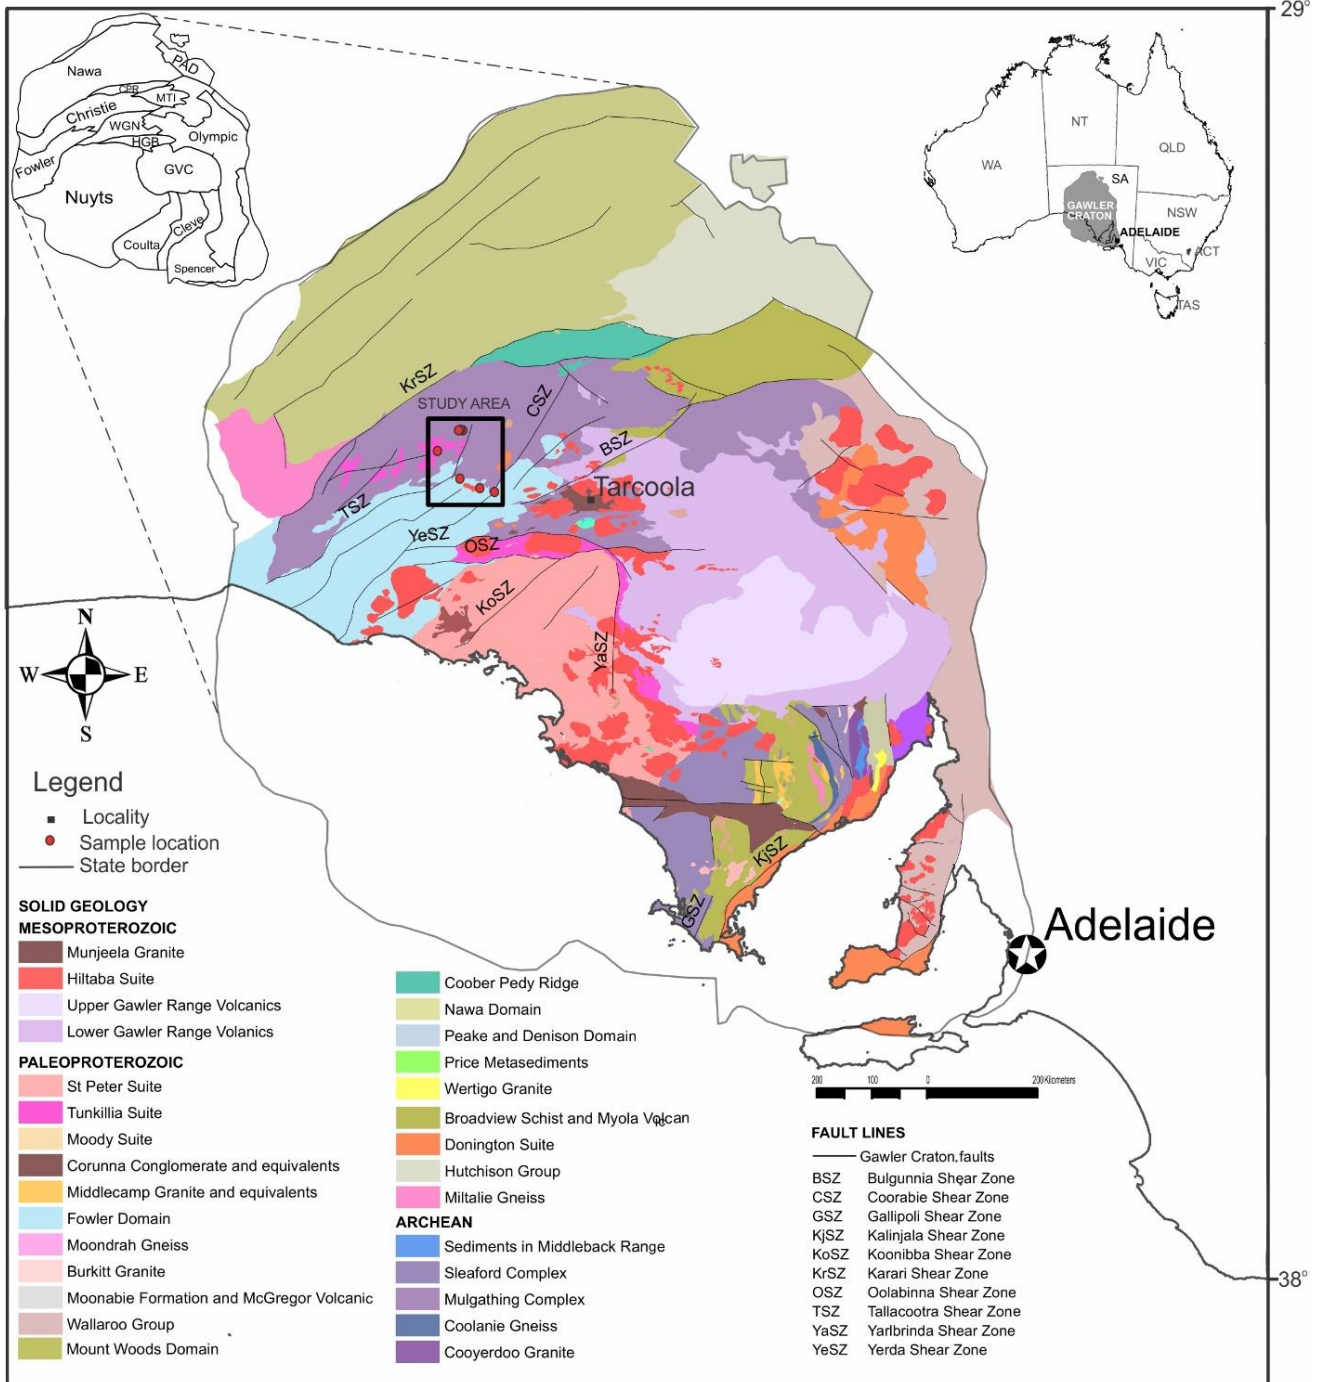 29°
Nawa
PAD
CPR
MTI
Christie
WGN
Olympic
HGB
Fowler
GVC
Nuyts
Cleve
Coulta
Spencer
NT
WA
QLD
SA
GAWLER
CRATON
NSW
ADELAIDE
ACT
VIC
TAS
KrSZ
CSZ
STUDY AREA
BSZ
Tarcoola
TSZ
YeSZ
OSZ
KoSZ
YaSZ
KjSZ
GSZ
Adelaide
N
W
E
S
Legend
Locality
Sample location
State border
SOLID GEOLOGY
MESOPROTEROZOIC
Munjeela Granite
Hiltaba Suite
Upper Gawler Range Volcanics
Lower Gawler Range Volanics
PALEOPROTEROZOIC
St Peter Suite
Tunkillia Suite
Moody Suite
Corunna Conglomerate and equivalents
Middlecamp Granite and equivalents
Fowler Domain
Moondrah Gneiss
Burkitt Granite
Moonabie Formation and McGregor Volcanic
Wallaroo Group
Mount Woods Domain
Coober Pedy Ridge
Nawa Domain
Peake and Denison Domain
Price Metasediments
Wertigo Granite
Broadview Schist and Myola Volcan
ic
Donington Suite
Hutchison Group
Miltalie Gneiss
ARCHEAN
Sediments in Middleback Range
Sleaford Complex
Mulgathing Complex
Coolanie Gneiss
Cooyerdoo Granite
200 100 0 200 Kilometers
FAULT LINES
Gawler Craton.faults
BSZ Bulgunnia Shear Zone
CSZ Coorabie Shear Zone
GSZ Gallipoli Shear Zone
KjSZ Kalinjala Shear Zone
KoSZ Koonibba Shear Zone
KrSZ Karari Shear Zone
OSZ Oolabinna Shear Zone
TSZ Tallacootra Shear Zone
YaSZ Yarlbrinda Shear Zone
YeSZ Yerda Shear Zone
38°